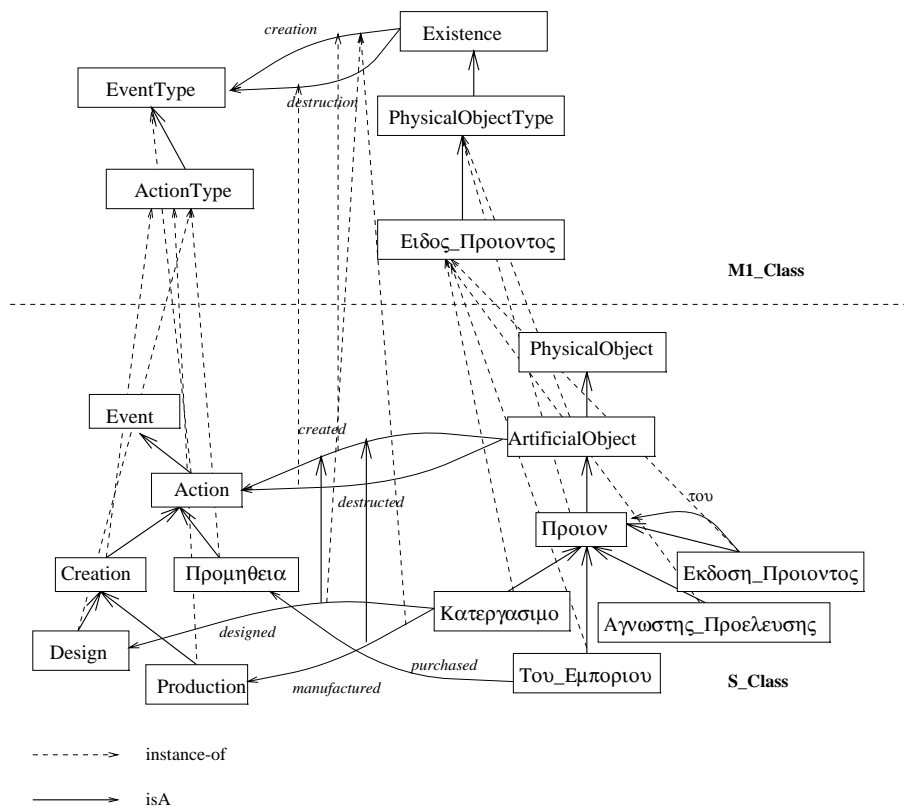 creation
Existence
EventType
destruction
PhysicalObjectType
ActionType
Ειδος_Προιοντος
M1_Class
PhysicalObject
Event
created
ArtificialObject
Action
destructed
του
Προιον
Creation
Προμηθεια
Εκδοση_Προιοντος
Κατεργασιμο
Αγνωστης_Προελευσης
designed
Design
purchased
Production
manufactured
Του_Εμποριου
S_Class
instance-of
isA